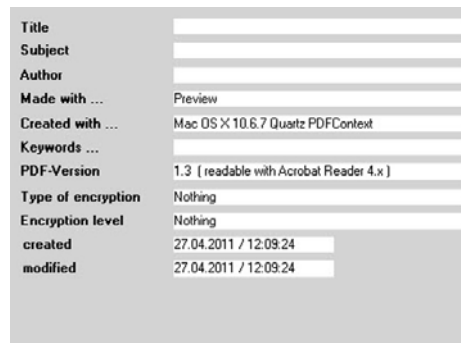 Title
Subject
Author
Made with ... Preview
Created with ... Mac OS X 10.6.7 Quartz PDFContext
Keywords ...
PDF-Version 1.3 ( readable with Acrobat Reader 4.x )
Type of encryption Nothing
Encryption level Nothing
created 27.04.2011 / 12:09:24
modified 27.04.2011 / 12:09:24